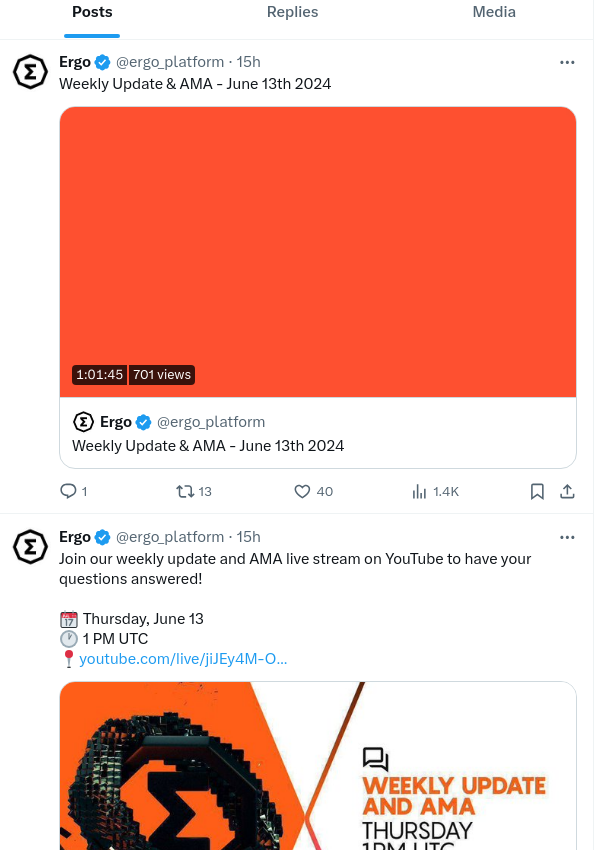 Posts Replies Media
Ergo @ergo_platform · 15h
Weekly Update & AMA – June 13th 2024
1:01:45 701 views
Ergo @ergo_platform
Weekly Update & AMA – June 13th 2024
1 13 40 1.4K
Ergo @ergo_platform · 15h
Join our weekly update and AMA live stream on YouTube to have your
questions answered!
17 Thursday, June 13
1 PM UTC
youtube.com/live/jiJEy4M-O...
WEEKLY UPDATE
AND AMA
THURSDAY
1PM UTC